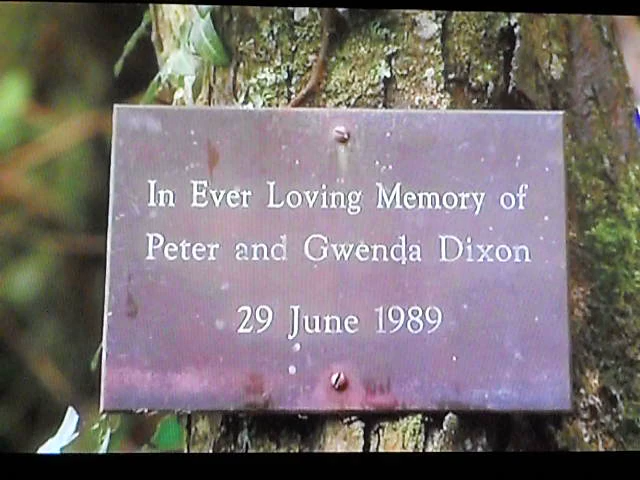 In Ever Loving Memory of
Peter and Gwenda Dixon
29 June 1989